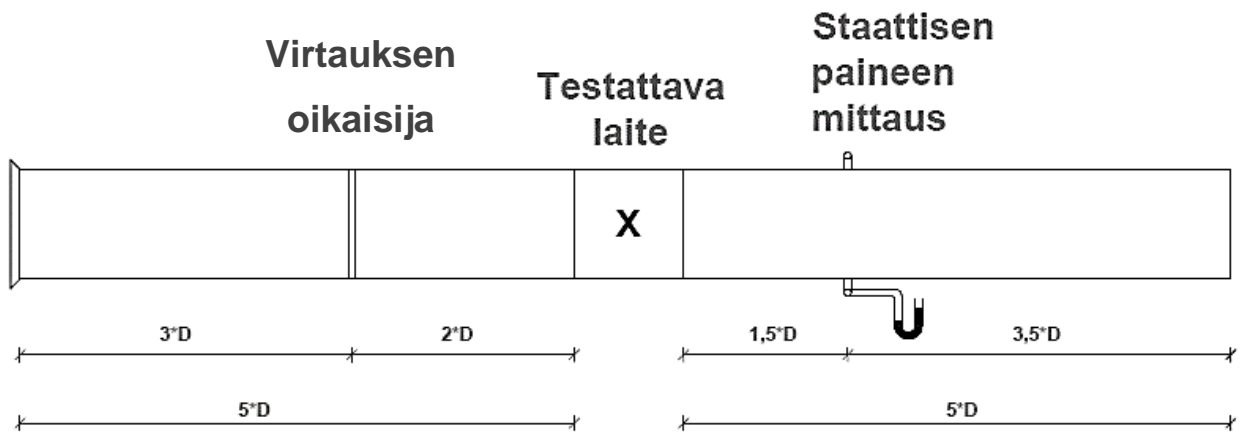 Virtauksen
oikaisija
Testattava
laite
Staattisen
paineen
mittaus
X
3*D
2*D
1,5*D
3,5*D
5*D
5*D